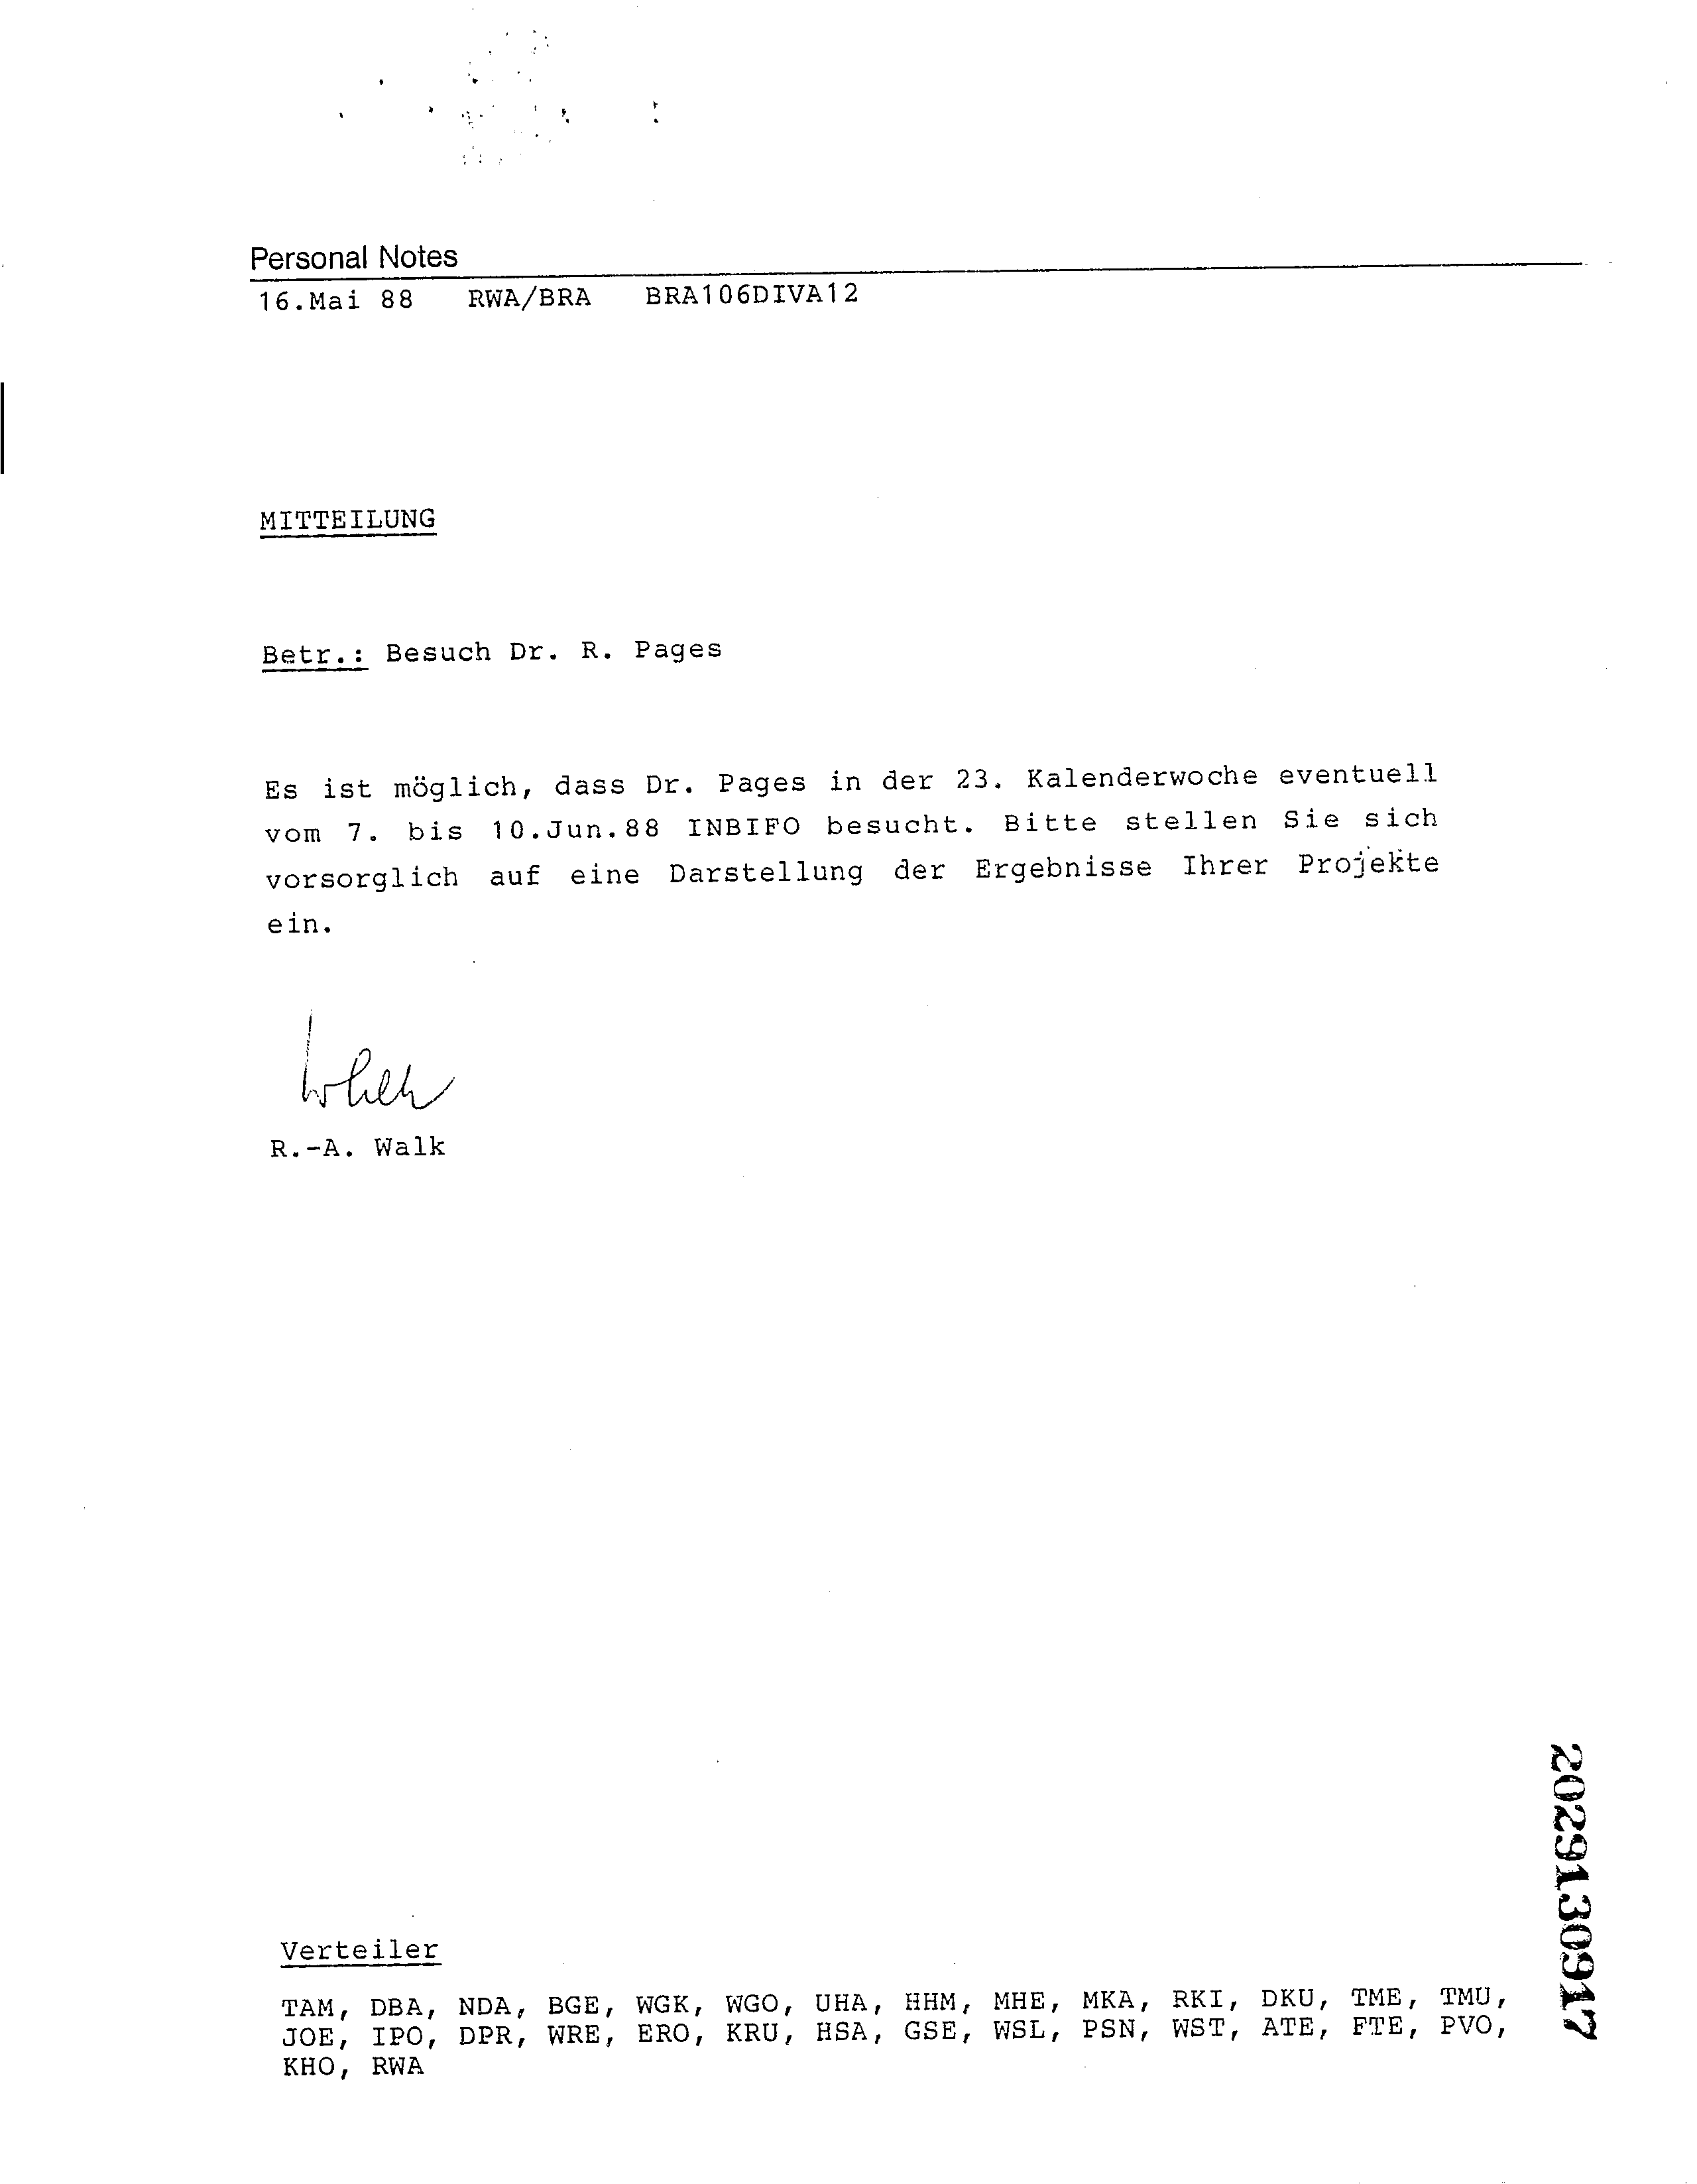 Personal Notes
16.Mai 88 RWA/BRA BRA106DIVA12
MITTEILUNG
Betr.: Besuch Dr. R. Pages
Es ist möglich, dass Dr. Pages in der 23. Kalenderwoche eventuell
vom 7. bis 10.Jun.88 INBIFO besucht. Bitte stellen Sie sich
vorsorglich auf eine Darstellung der Ergebnisse Ihrer Projekte
ein.
R.-A. Walk
Verteiler
TAM, DBA, NDA, BGE, WGK, WGO, UHA, HHM, MHE, MKA, RKI, DKU, TME, TMU,
JOE, IPO, DPR, WRE, ERO, KRU, HSA, GSE, WSL, PSN, WST, ATE, FTE, PVO,
KHO, RWA
2029130917